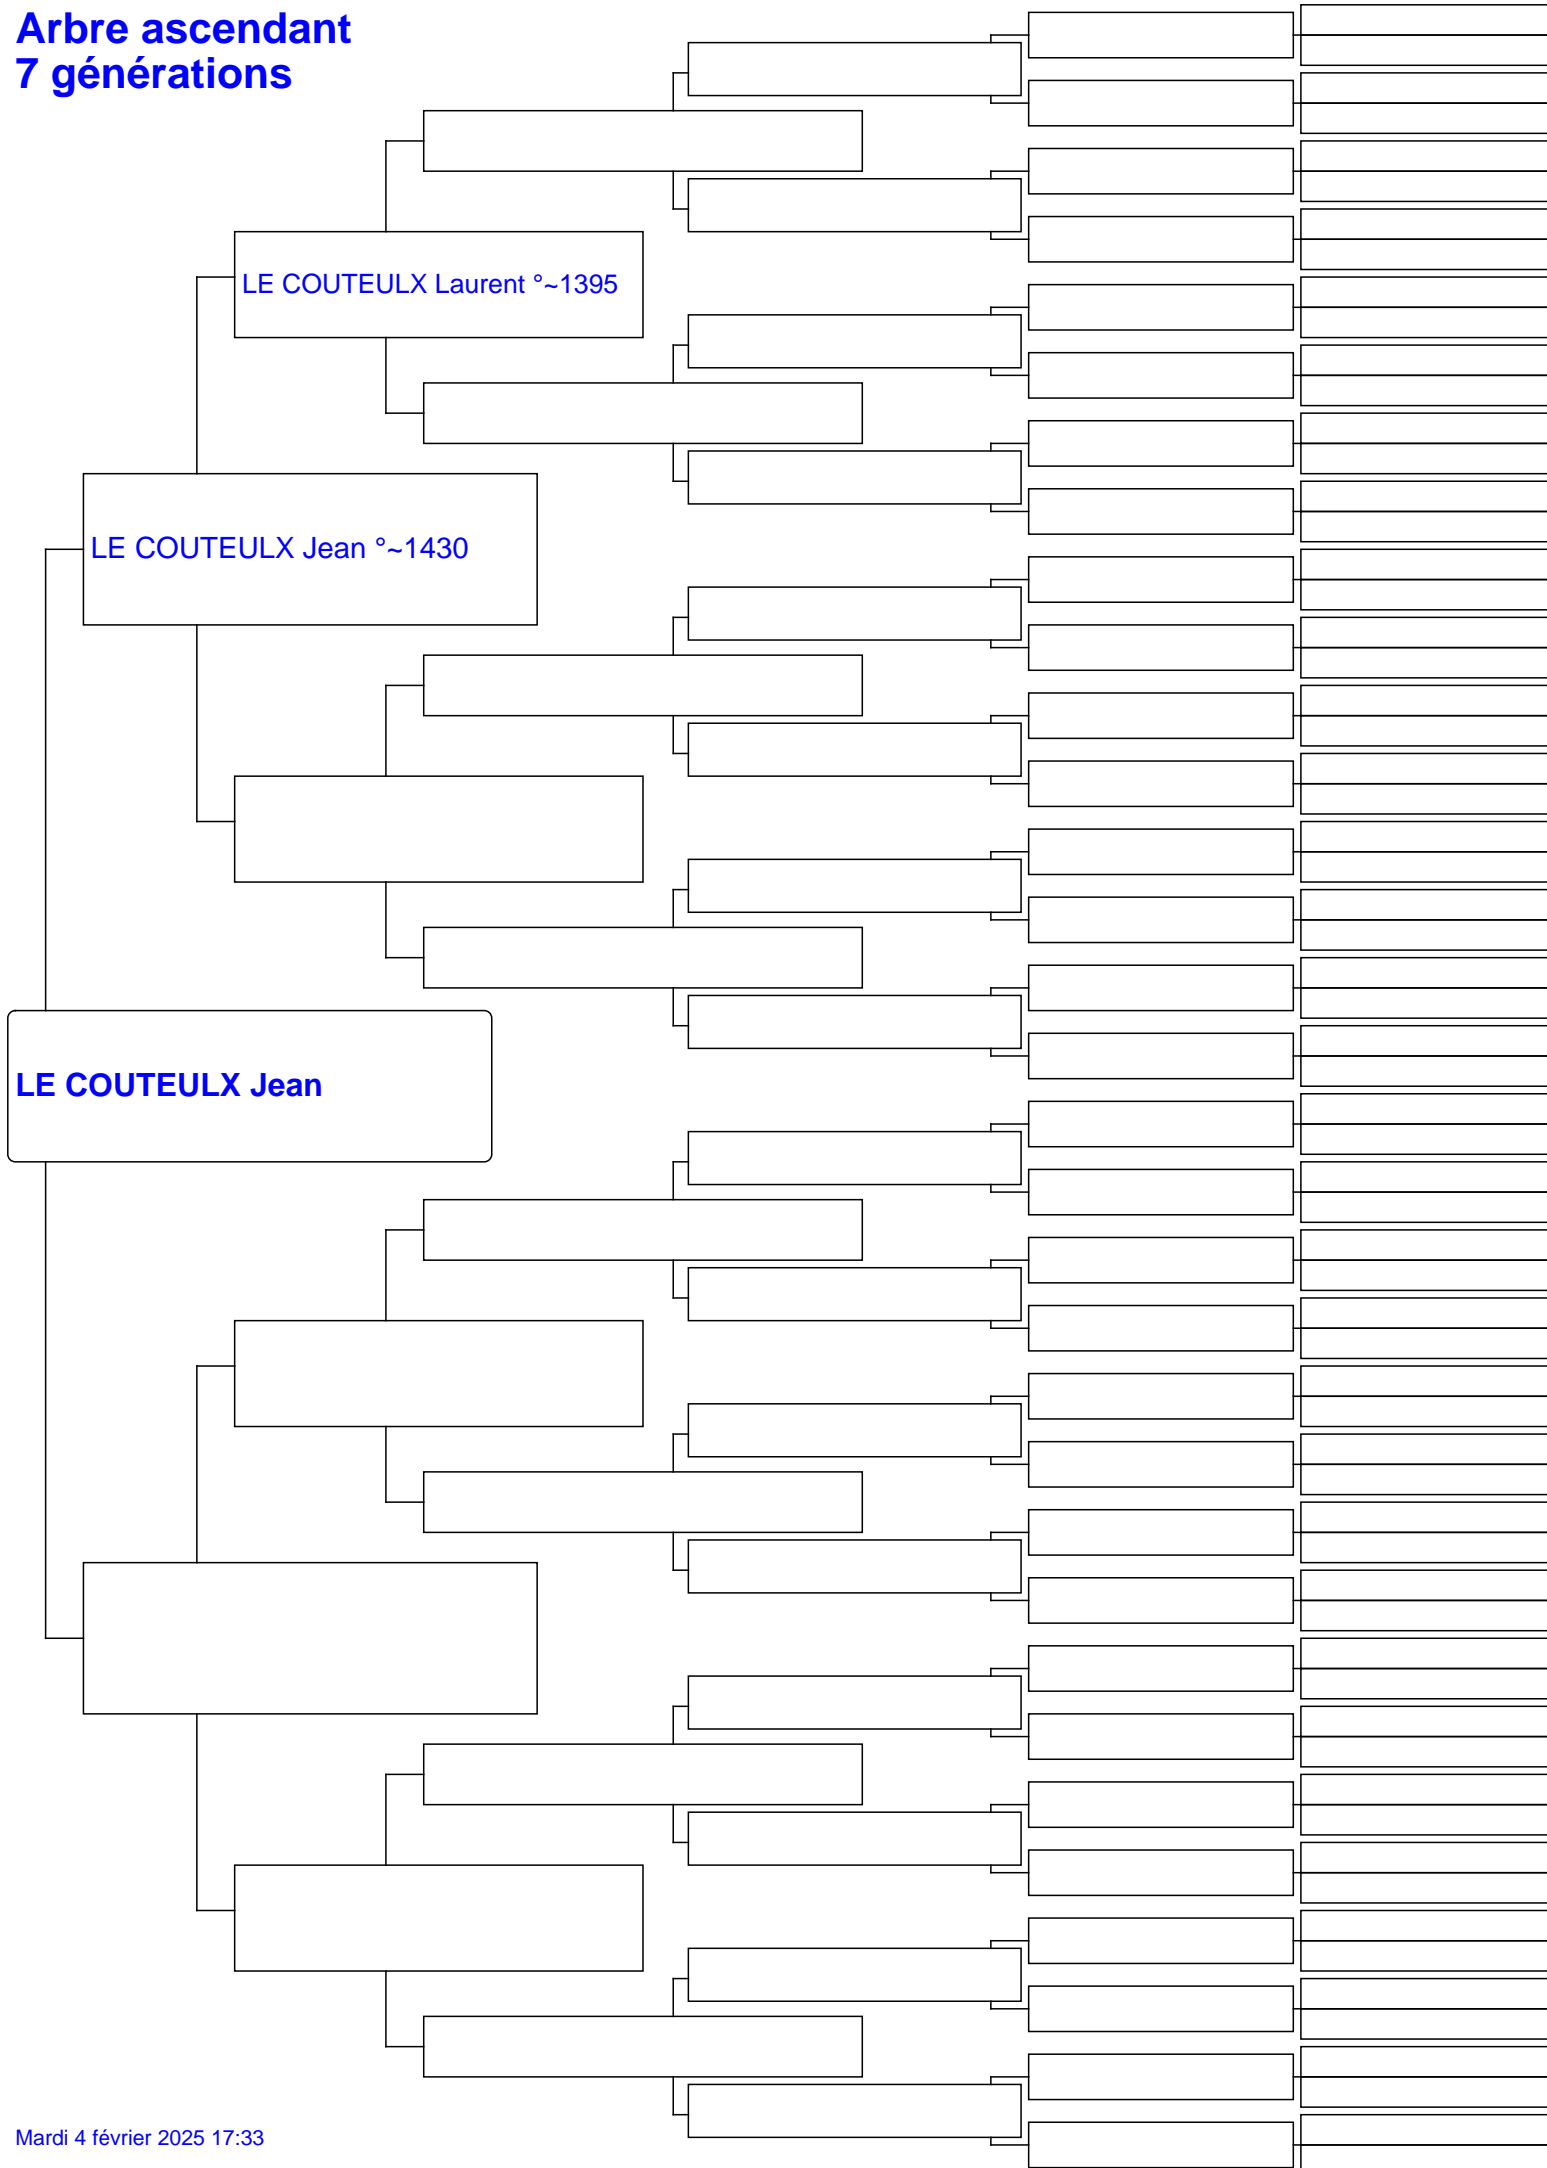 Arbre ascendant
7 générations
LE COUTEULX Laurent °~1395
LE COUTEULX Jean °~1430
LE COUTEULX Jean
Mardi 4 février 2025 17:33